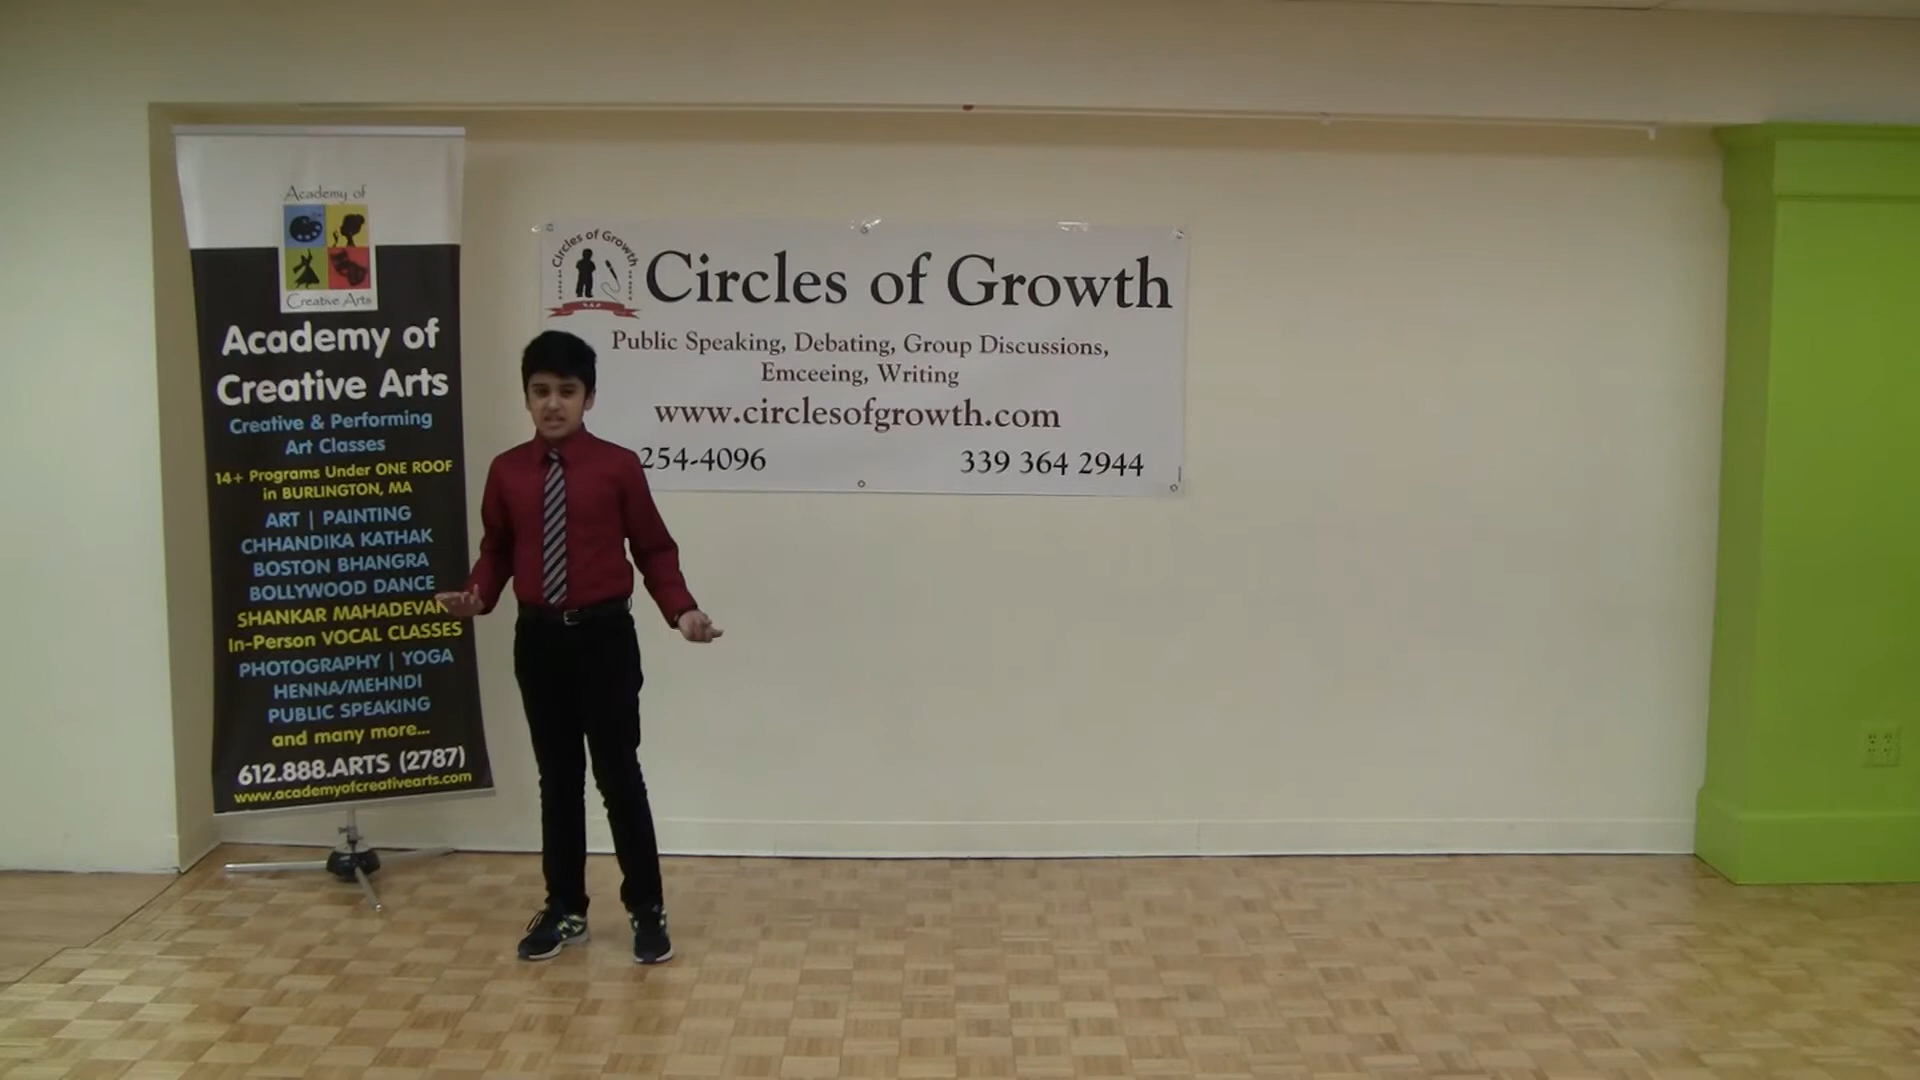 Academy of
Creative Arts
Academy of
Creative Arts
Creative & Performing
Art Classes
14+ Programs Under ONE ROOF
in BURLINGTON, MA
ART | PAINTING
CHHANDIKA KATHAK
BOSTON BHANGRA
BOLLYWOOD DANCE
SHANKAR MAHADEVAN
In-Person VOCAL CLASSES
PHOTOGRAPHY | YOGA
HENNA/MEHNDI
PUBLIC SPEAKING
and many more...
612.888.ARTS (2787)
www.academyofcreativearts.com
Circles of Growth
Circles of Growth
Public Speaking, Debating, Group Discussions,
Emceeing, Writing
www.circlesofgrowth.com
254-4096 339 364 2944